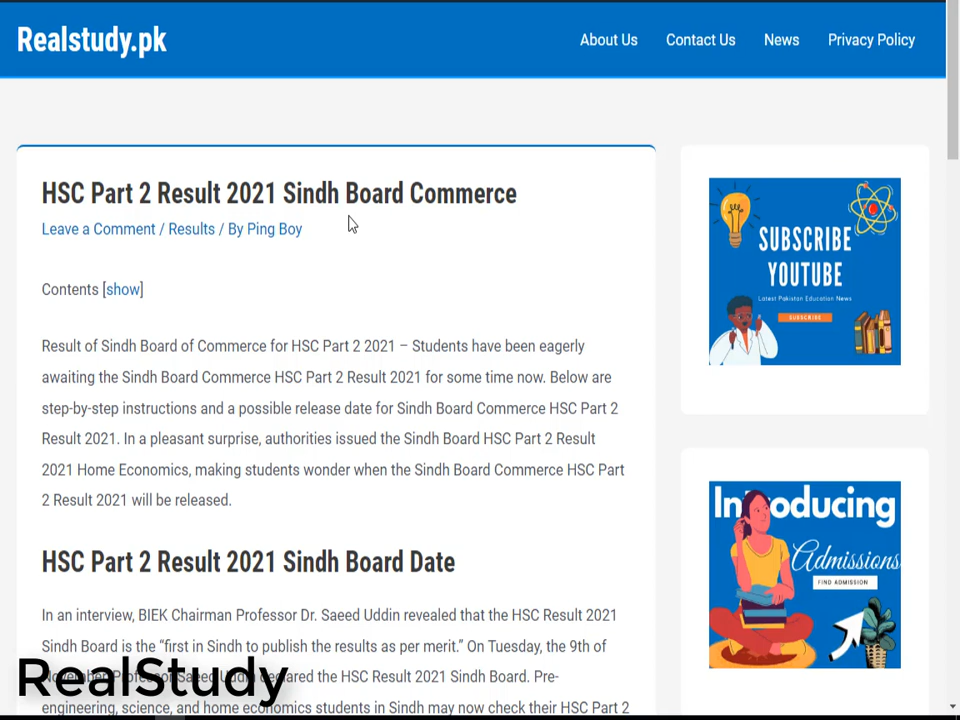 Realstudy.pk
About Us
Contact Us
News
Privacy Policy
HSC Part 2 Result 2021 Sindh Board Commerce
Leave a Comment / Results / By Ping Boy
Contents [show]
Result of Sindh Board of Commerce for HSC Part 2 2021 – Students have been eagerly
awaiting the Sindh Board Commerce HSC Part 2 Result 2021 for some time now. Below are
step-by-step instructions and a possible release date for Sindh Board Commerce HSC Part 2
Result 2021. In a pleasant surprise, authorities issued the Sindh Board HSC Part 2 Result
2021 Home Economics, making students wonder when the Sindh Board Commerce HSC Part
2 Result 2021 will be released.
HSC Part 2 Result 2021 Sindh Board Date
In an interview, BIEK Chairman Professor Dr. Saeed Uddin revealed that the HSC Result 2021
Sindh Board is the “first in Sindh to publish the results as per merit.” On Tuesday, the 9th of
November, Professor Saeed Uddin declared the HSC Result 2021 Sindh Board. Pre-
engineering, science, and home economics students in Sindh may now check their HSC Part 2
RealStudy
SUBSCRIBE
YOUTUBE
Latest Pakistan Education News
SUBSCRIBE
Introducing
Admissions
FIND ADMISSION